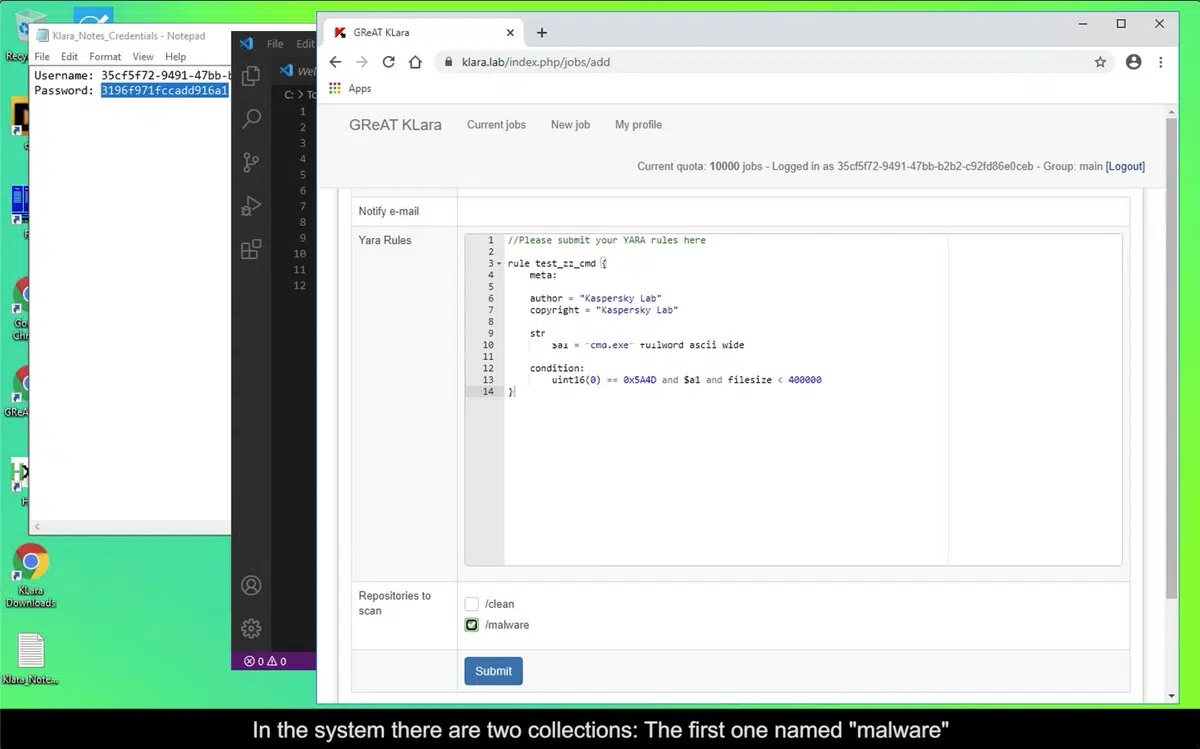 Klara_Notes_Credentials - Notepad
File Edit Format View Help
Username: 35cf5f72-9491-47bb-b
Password: 3196f971fccadd916a1
File Edit
Wel
C: > To
1
2
3
4
5
6
7
8
9
10
11
12
0 0
GReAT KLara
klara.lab/index.php/jobs/add
Apps
GReAT KLara Current jobs New job My profile
Current quota: 10000 jobs - Logged in as 35cf5f72-9491-47bb-b2b2-c92fd86e0ceb - Group: main [Logout]
Notify e-mail
Yara Rules
1 //Please submit your YARA rules here
2
3 rule test_zz_cmd {
4 meta:
5
6 author = "Kaspersky Lab"
7 copyright = "Kaspersky Lab"
8
9 str
10 $a1 = "cmd.exe" fullword ascii wide
11
12 condition:
13 uint16(0) == 0x5A4D and $a1 and filesize < 400000
14 }
Repositories to
scan
/clean
/malware
Submit
Recy
Go
Chr
GReA
KLara
Downloads
Klara_Note...
In the system there are two collections: The first one named "malware"